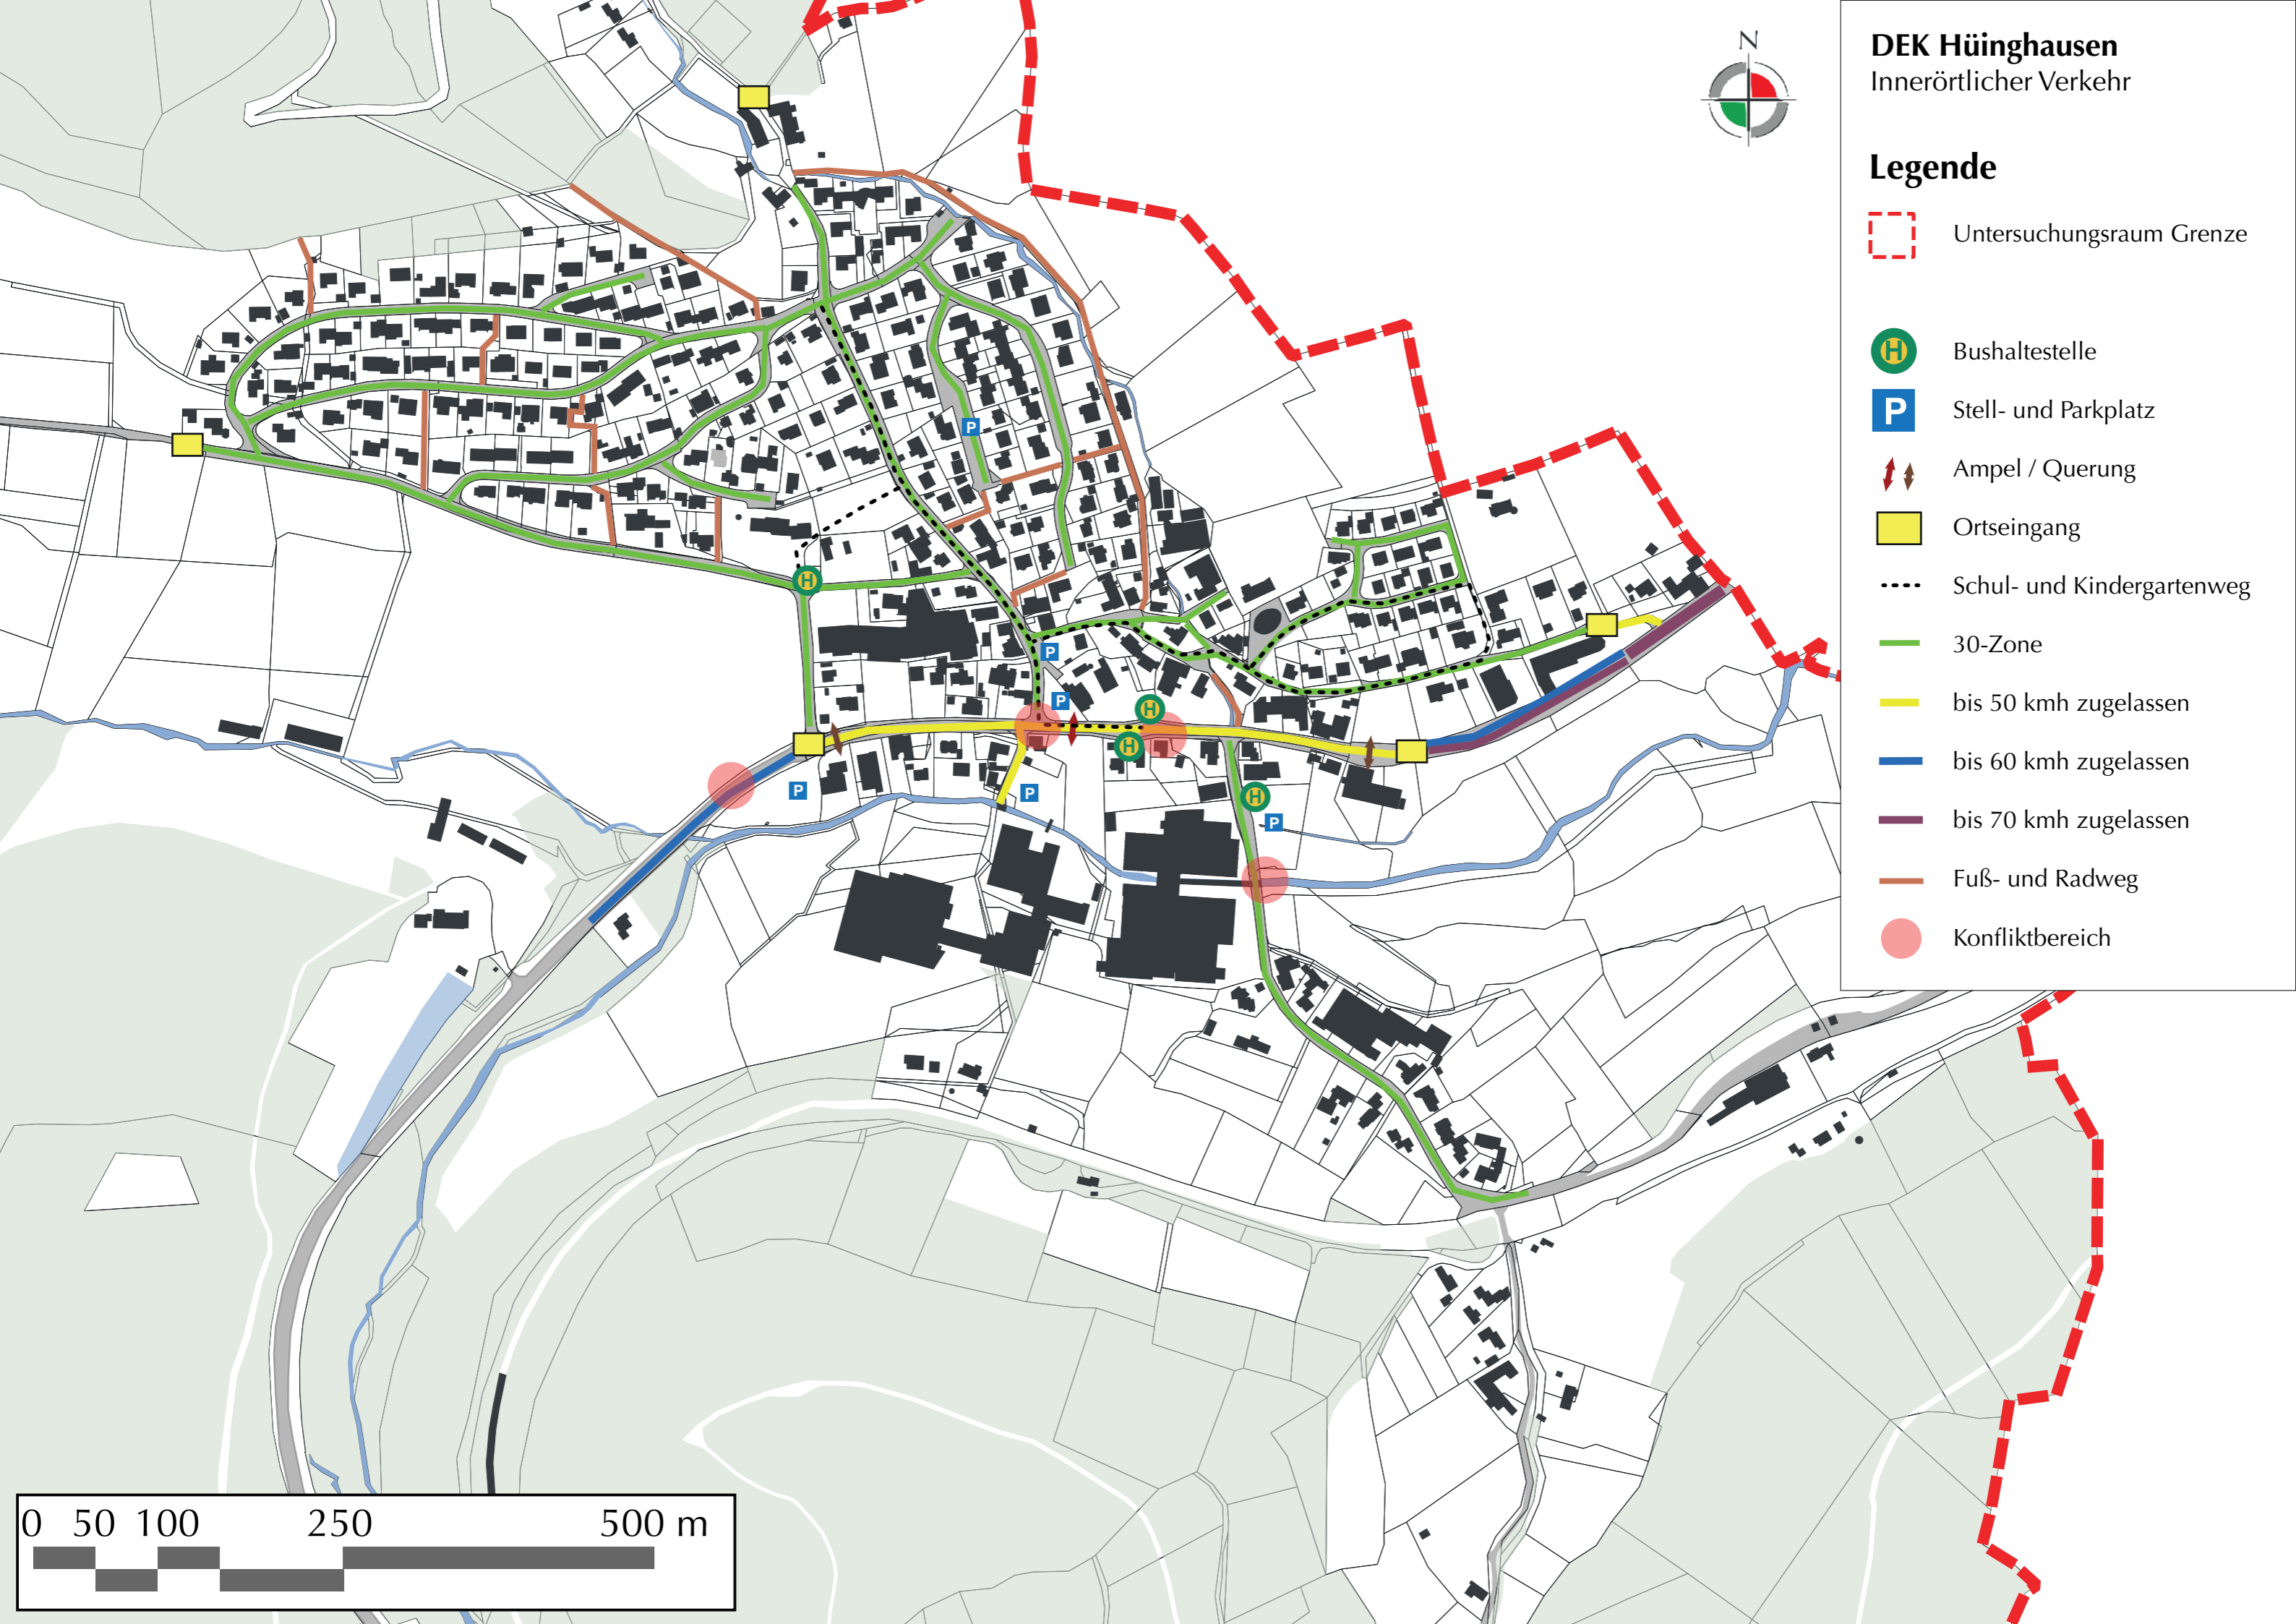 DEK Hüinghausen
Innerörtlicher Verkehr
N
Legende
Untersuchungsraum Grenze
H Bushaltestelle
P Stell- und Parkplatz
Ampel / Querung
Ortseingang
Schul- und Kindergartenweg
30-Zone
bis 50 kmh zugelassen
bis 60 kmh zugelassen
bis 70 kmh zugelassen
Fuß- und Radweg
Konfliktbereich
P
H
P
P
H
H
P
P
H
P
0 50 100 250 500 m